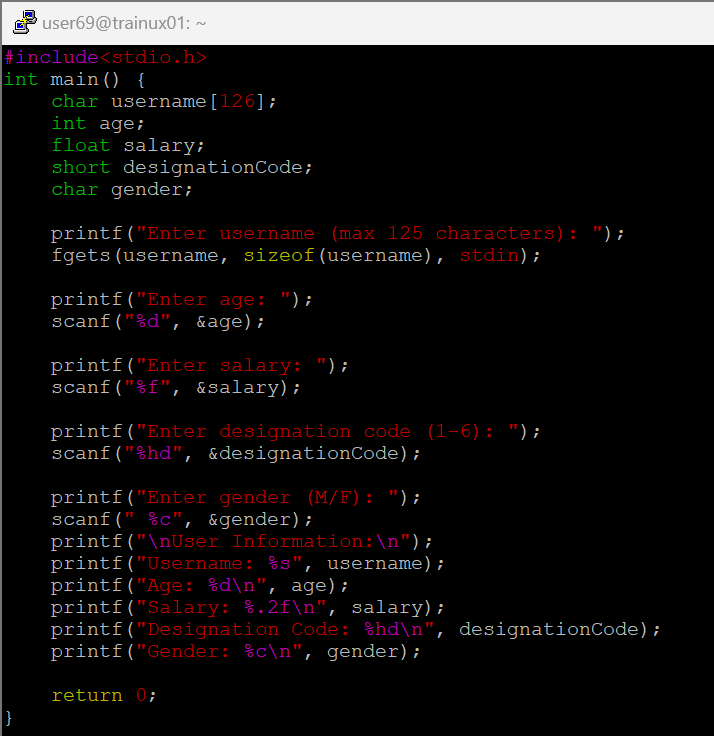 user69@trainux01: ~
#include<stdio.h>
int main() {
    char username[126];
    int age;
    float salary;
    short designationCode;
    char gender;

    printf("Enter username (max 125 characters): ");
    fgets(username, sizeof(username), stdin);

    printf("Enter age: ");
    scanf("%d", &age);

    printf("Enter salary: ");
    scanf("%f", &salary);

    printf("Enter designation code (1-6): ");
    scanf("%hd", &designationCode);

    printf("Enter gender (M/F): ");
    scanf(" %c", &gender);
    printf("\nUser Information:\n");
    printf("Username: %s", username);
    printf("Age: %d\n", age);
    printf("Salary: %.2f\n", salary);
    printf("Designation Code: %hd\n", designationCode);
    printf("Gender: %c\n", gender);

    return 0;
}